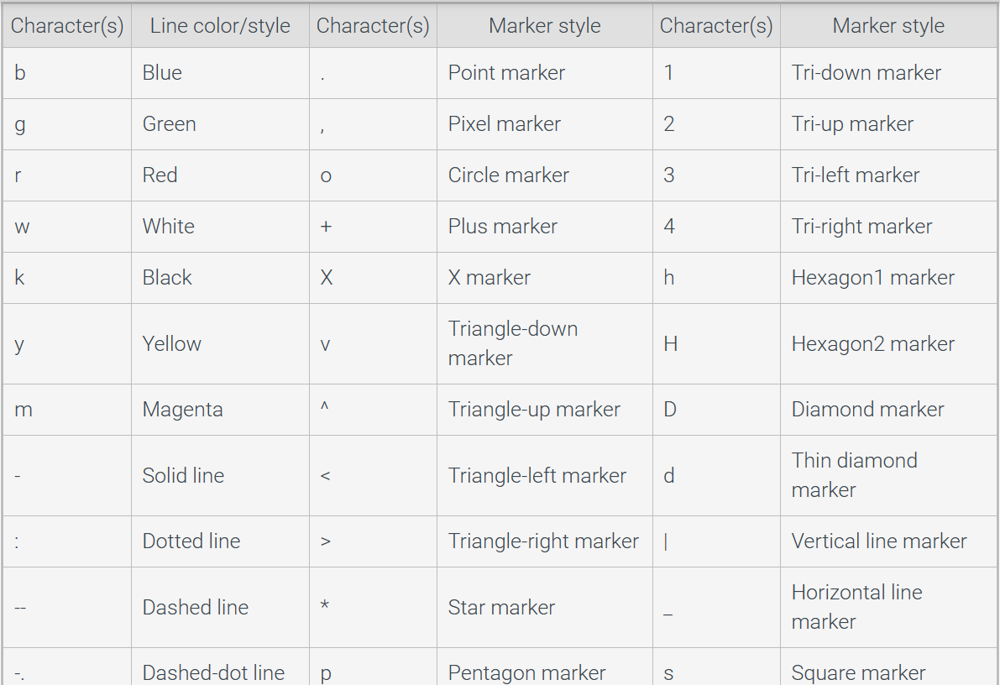 Character(s) Line color/style Character(s) Marker style Character(s) Marker style
b Blue . Point marker 1 Tri-down marker
g Green , Pixel marker 2 Tri-up marker
r Red o Circle marker 3 Tri-left marker
w White + Plus marker 4 Tri-right marker
k Black X X marker h Hexagon1 marker
y Yellow v Triangle-down marker H Hexagon2 marker
m Magenta ^ Triangle-up marker D Diamond marker
- Solid line < Triangle-left marker d Thin diamond marker
: Dotted line > Triangle-right marker | Vertical line marker
-- Dashed line * Star marker _ Horizontal line marker
-. Dashed-dot line p Pentagon marker s Square marker